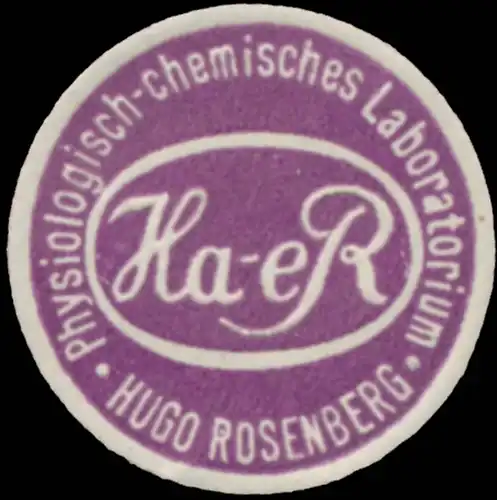 Physiologisch-chemisches Laboratorium
Ha-eR
• HUGO ROSENBERG •